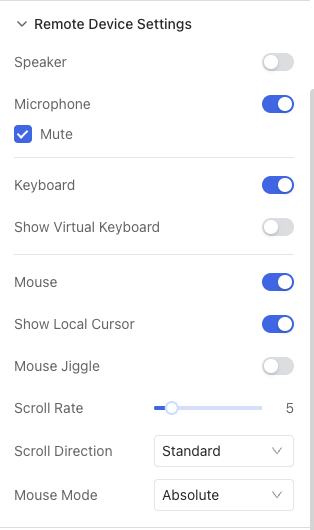 Remote Device Settings
Speaker
Microphone
Mute
Keyboard
Show Virtual Keyboard
Mouse
Show Local Cursor
Mouse Jiggle
Scroll Rate 5
Scroll Direction Standard
Mouse Mode Absolute